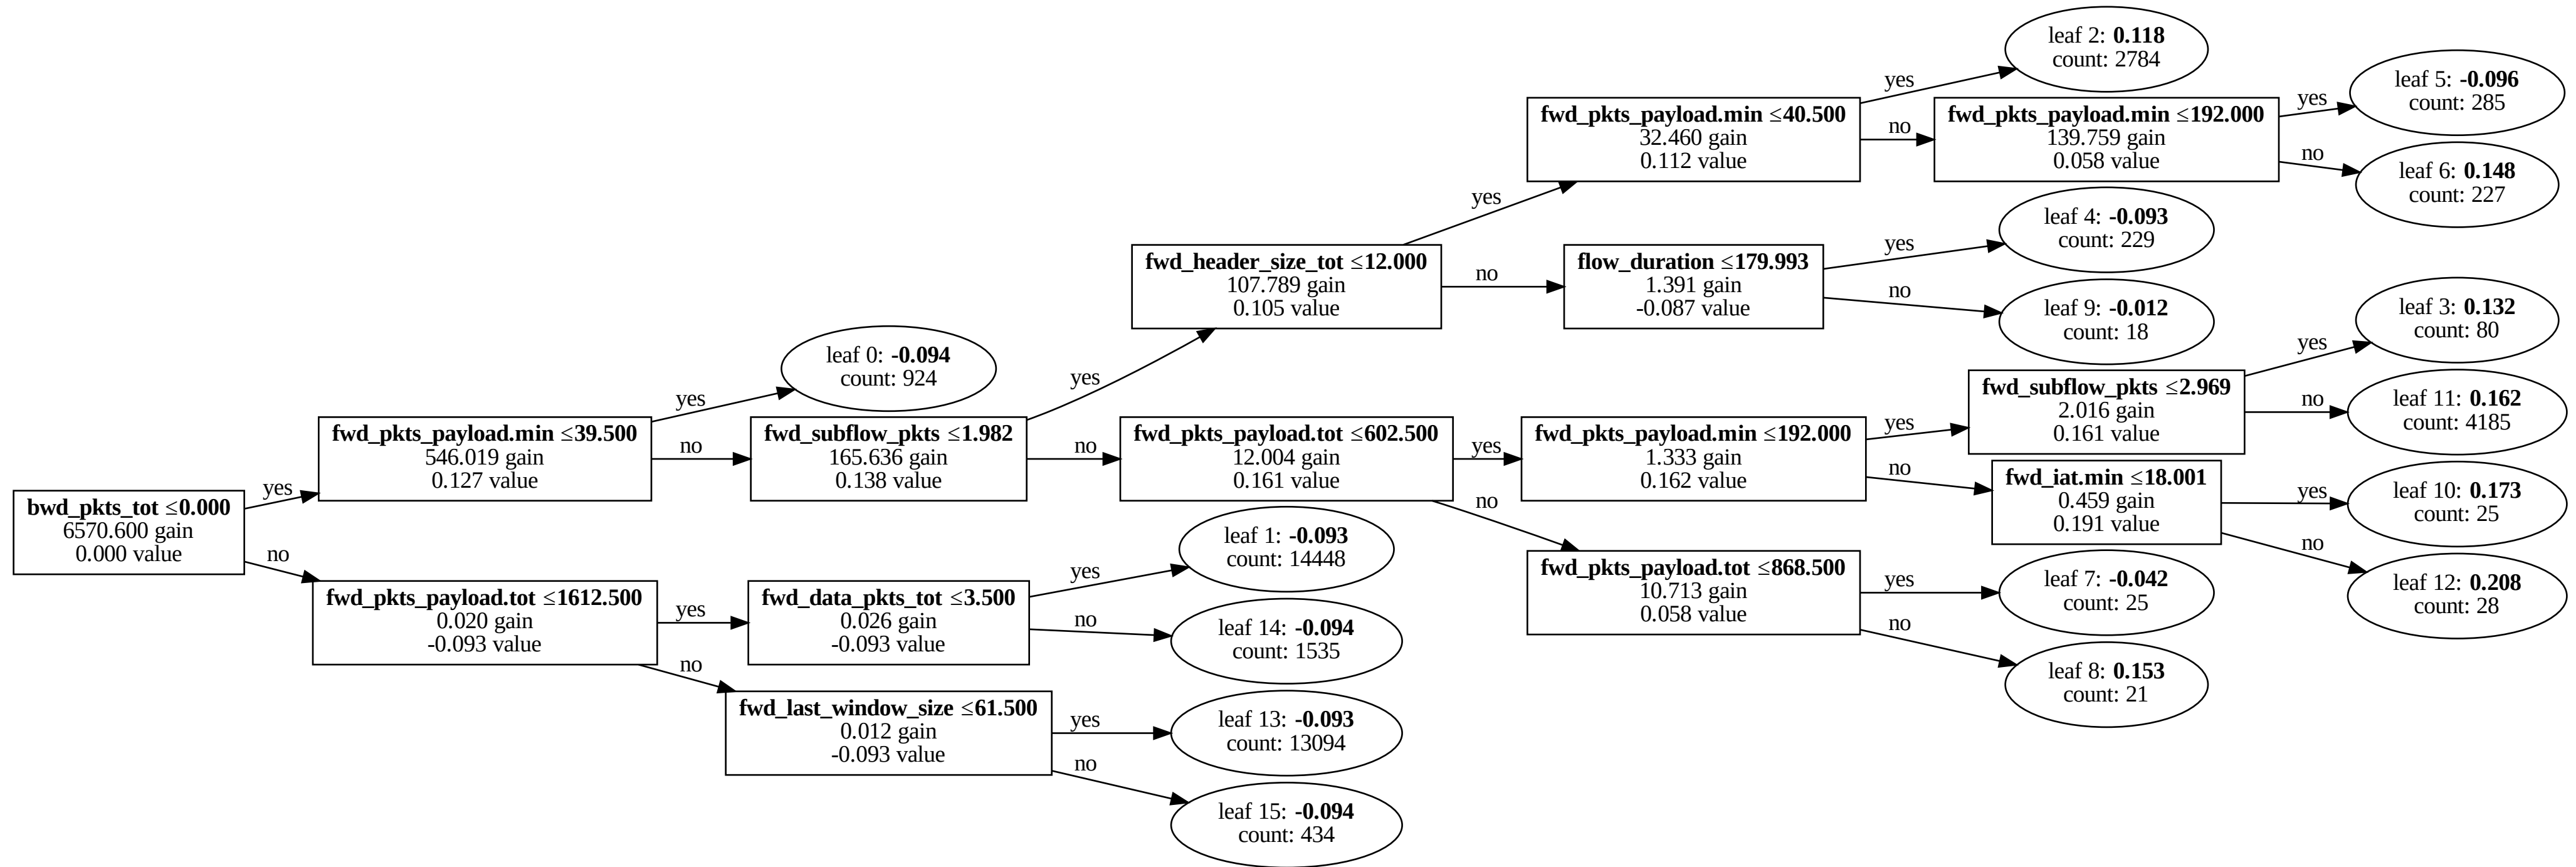 bwd_pkts_tot ≤0.000
6570.600 gain
0.000 value
yes
no
fwd_pkts_payload.min ≤39.500
546.019 gain
0.127 value
yes
no
fwd_pkts_payload.tot ≤1612.500
0.020 gain
-0.093 value
yes
no
leaf 0: -0.094
count: 924
fwd_subflow_pkts ≤1.982
165.636 gain
0.138 value
yes
no
fwd_data_pkts_tot ≤3.500
0.026 gain
-0.093 value
yes
no
fwd_last_window_size ≤61.500
0.012 gain
-0.093 value
yes
no
fwd_header_size_tot ≤12.000
107.789 gain
0.105 value
yes
no
fwd_pkts_payload.tot ≤602.500
12.004 gain
0.161 value
yes
no
leaf 1: -0.093
count: 14448
leaf 14: -0.094
count: 1535
leaf 13: -0.093
count: 13094
leaf 15: -0.094
count: 434
fwd_pkts_payload.min ≤40.500
32.460 gain
0.112 value
yes
no
flow_duration ≤179.993
1.391 gain
-0.087 value
yes
no
fwd_pkts_payload.min ≤192.000
1.333 gain
0.162 value
yes
no
fwd_pkts_payload.tot ≤868.500
10.713 gain
0.058 value
yes
no
leaf 2: 0.118
count: 2784
fwd_pkts_payload.min ≤192.000
139.759 gain
0.058 value
yes
no
leaf 4: -0.093
count: 229
leaf 9: -0.012
count: 18
fwd_subflow_pkts ≤2.969
2.016 gain
0.161 value
yes
no
fwd_iat.min ≤18.001
0.459 gain
0.191 value
yes
no
leaf 7: -0.042
count: 25
leaf 8: 0.153
count: 21
leaf 5: -0.096
count: 285
leaf 6: 0.148
count: 227
leaf 3: 0.132
count: 80
leaf 11: 0.162
count: 4185
leaf 10: 0.173
count: 25
leaf 12: 0.208
count: 28